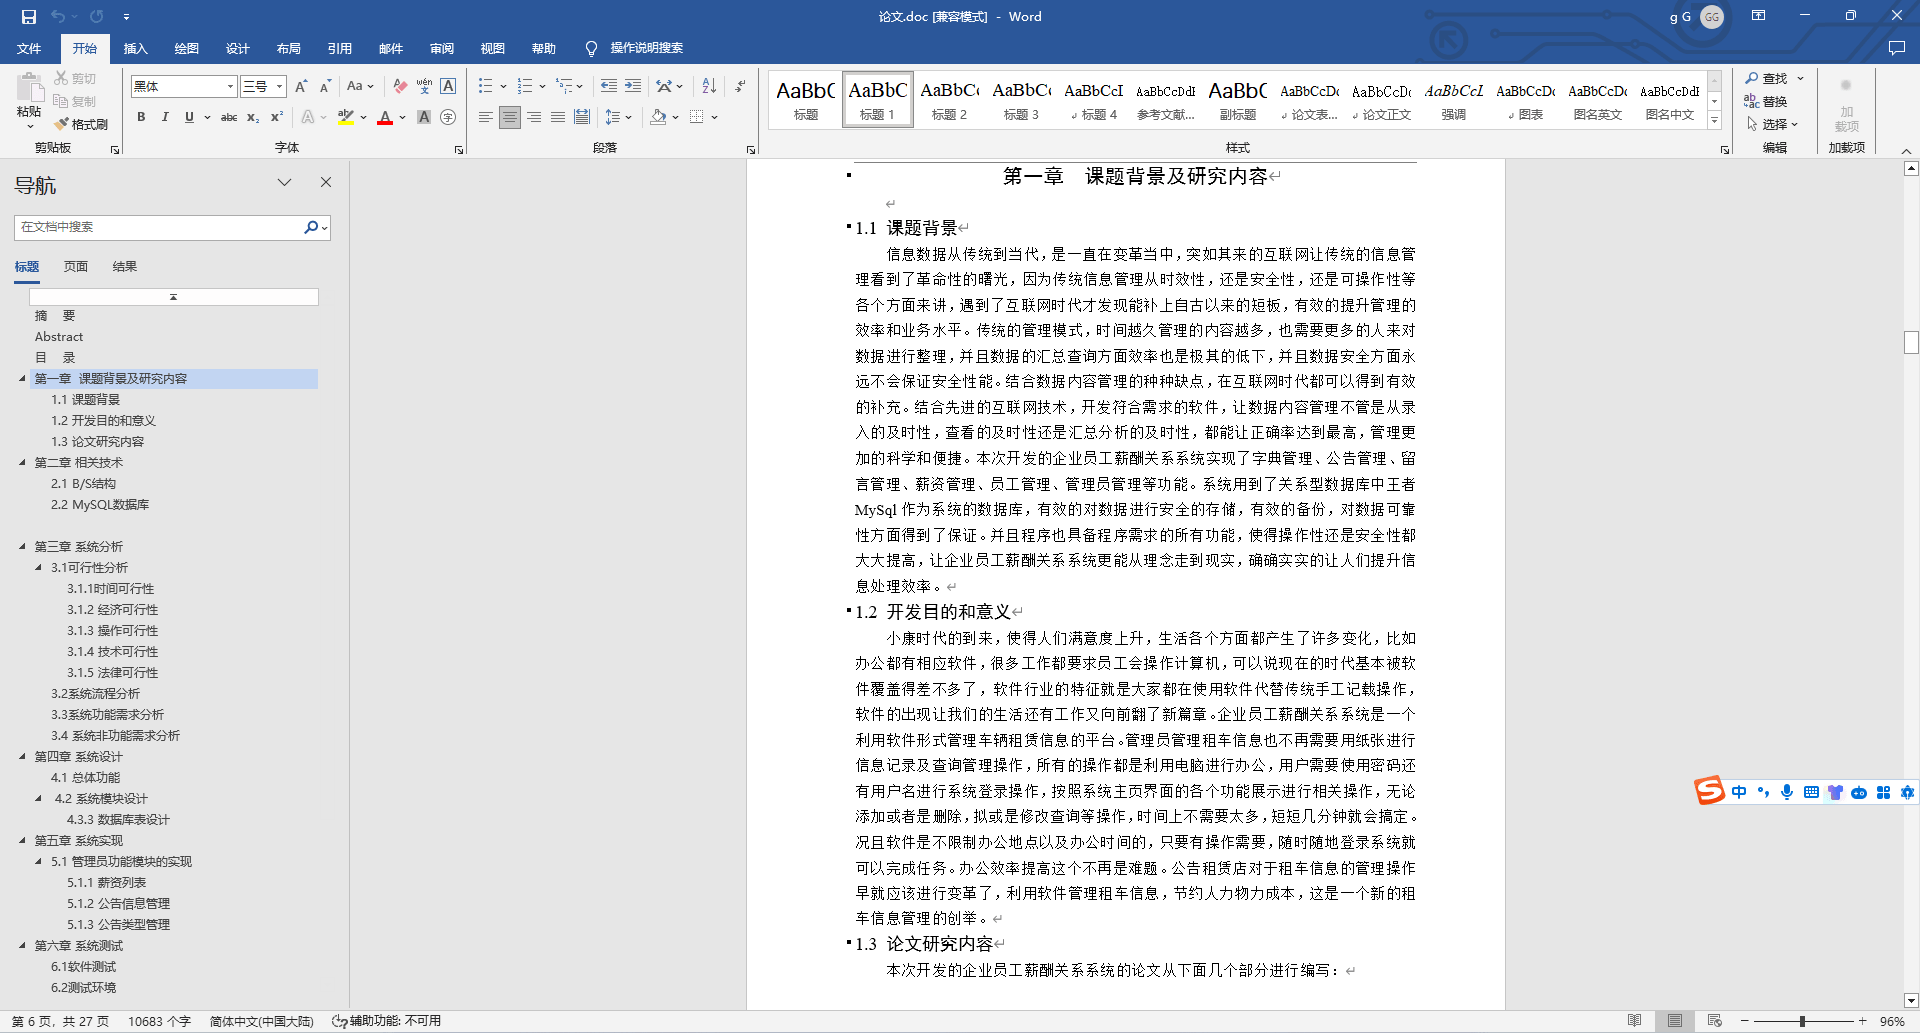 论文.doc [兼容模式] - Word
g G
GG
文件
开始
插入
绘图
设计
布局
引用
邮件
审阅
视图
帮助
操作说明搜索
粘贴
剪切
复制
格式刷
剪贴板
黑体
三号
字体
段落
AaBbC 标题
AaBbC 标题 1
AaBbCc 标题 2
AaBbCc 标题 3
AaBbCcI 标题 4
AaBbCcDdE 参考文献...
AaBbC 副标题
AaBbCcDc 论文表...
AaBbCcDc 论文正文
AaBbCcL 强调
AaBbCcDc 图表
AaBbCcDc 图名英文
AaBbCcDdE 图名中文
样式
查找
替换
选择
编辑
加
载项
加载项
导航
在文档中搜索
标题
页面
结果
摘 要
Abstract
目 录
第一章 课题背景及研究内容
1.1 课题背景
1.2 开发目的和意义
1.3 论文研究内容
第二章 相关技术
2.1 B/S结构
2.2 MySQL数据库
第三章 系统分析
3.1可行性分析
3.1.1时间可行性
3.1.2 经济可行性
3.1.3 操作可行性
3.1.4 技术可行性
3.1.5 法律可行性
3.2系统流程分析
3.3系统功能需求分析
3.4 系统非功能需求分析
第四章 系统设计
4.1 总体功能
4.2 系统模块设计
4.3.3 数据库表设计
第五章 系统实现
5.1 管理员功能模块的实现
5.1.1 薪资列表
5.1.2 公告信息管理
5.1.3 公告类型管理
第六章 系统测试
6.1软件测试
6.2测试环境
第一章 课题背景及研究内容
1.1 课题背景
信息数据从传统到当代，是一直在变革当中，突如其来的互联网让传统的信息管
理看到了革命性的曙光，因为传统信息管理从时效性，还是安全性，还是可操作性等
各个方面来讲，遇到了互联网时代才发现能补上自古以来的短板，有效的提升管理的
效率和业务水平。传统的管理模式，时间越久管理的内容越多，也需要更多的人来对
数据进行整理，并且数据的汇总查询方面效率也是极其的低下，并且数据安全方面永
远不会保证安全性能。结合数据内容管理的种种缺点，在互联网时代都可以得到有效
的补充。结合先进的互联网技术，开发符合需求的软件，让数据内容管理不管是从录
入的及时性，查看的及时性还是汇总分析的及时性，都能让正确率达到最高，管理更
加的科学和便捷。本次开发的企业员工薪酬关系系统实现了字典管理、公告管理、留
言管理、薪资管理、员工管理、管理员管理等功能。系统用到了关系型数据库中王者
MySql 作为系统的数据库，有效的对数据进行安全的存储，有效的备份，对数据可靠
性方面得到了保证。并且程序也具备程序需求的所有功能，使得操作性还是安全性都
大大提高，让企业员工薪酬关系系统更能从理念走到现实，确确实实的让人们提升信
息处理效率。
1.2 开发目的和意义
小康时代的到来，使得人们满意度上升，生活各个方面都产生了许多变化，比如
办公都有相应软件，很多工作都要求员工会操作计算机，可以说现在的时代基本被软
件覆盖得差不多了，软件行业的特征就是大家都在使用软件代替传统手工记载操作，
软件的出现让我们的生活还有工作又向前翻了新篇章。企业员工薪酬关系系统是一个
利用软件形式管理车辆租赁信息的平台。管理员管理租车信息也不再需要用纸张进行
信息记录及查询管理操作，所有的操作都是利用电脑进行办公，用户需要使用密码还
有用户名进行系统登录操作，按照系统主页界面的各个功能展示进行相关操作，无论
添加或者是删除，拟或是修改查询等操作，时间上不需要太多，短短几分钟就会搞定。
况且软件是不限制办公地点以及办公时间的，只要有操作需要，随时随地登录系统就
可以完成任务。办公效率提高这个不再是难题。公告租赁店对于租车信息的管理操作
早就应该进行变革了，利用软件管理租车信息，节约人力物力成本，这是一个新的租
车信息管理的创举。
1.3 论文研究内容
本次开发的企业员工薪酬关系系统的论文从下面几个部分进行编写：
中
第 6 页，共 27 页
10683 个字
简体中文(中国大陆)
辅助功能: 不可用
96%